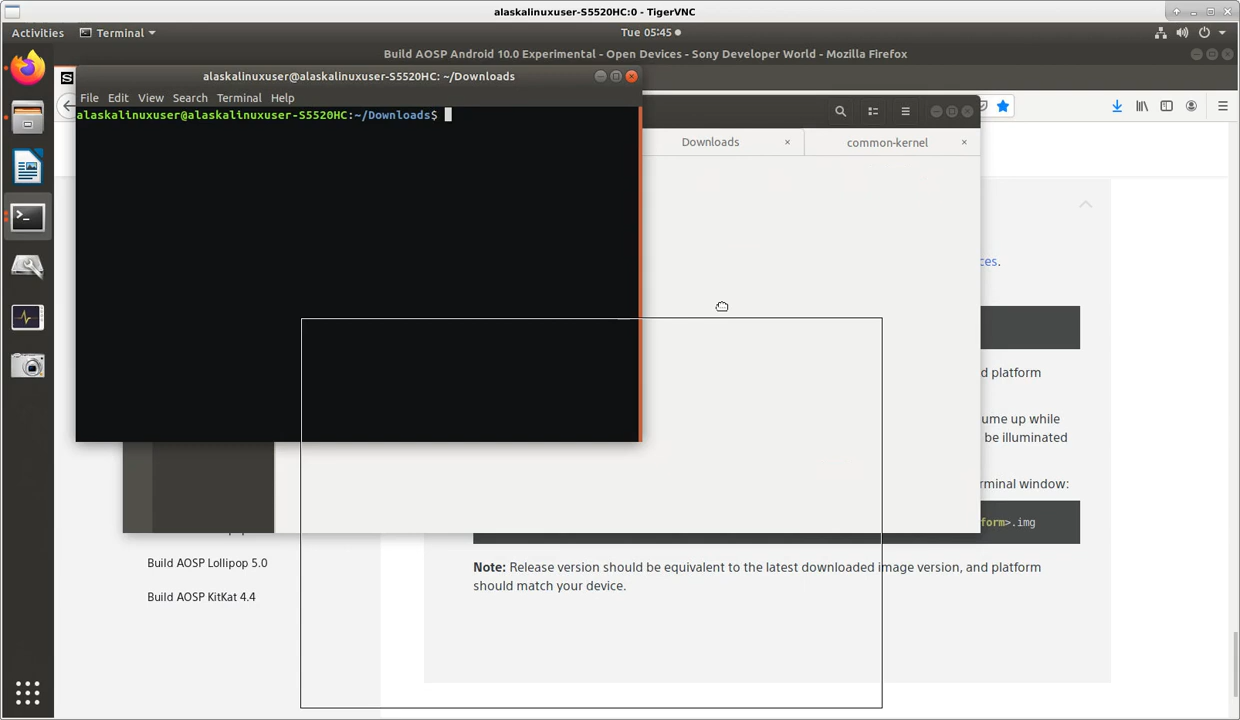 alaskalinuxuser-S5520HC:0 - TigerVNC
Activities
Terminal
Tue 05:45
Build AOSP Android 10.0 Experimental - Open Devices - Sony Developer World - Mozilla Firefox
S
alaskalinuxuser@alaskalinuxuser-S5520HC: ~/Downloads
File Edit View Search Terminal Help
alaskalinuxuser@alaskalinuxuser-S5520HC:~/Downloads$
Downloads
common-kernel
ces.
d platform
ume up while
be illuminated
rminal window:
form>.img
Note: Release version should be equivalent to the latest downloaded image version, and platform
should match your device.
Build AOSP Lollipop 5.0
Build AOSP KitKat 4.4